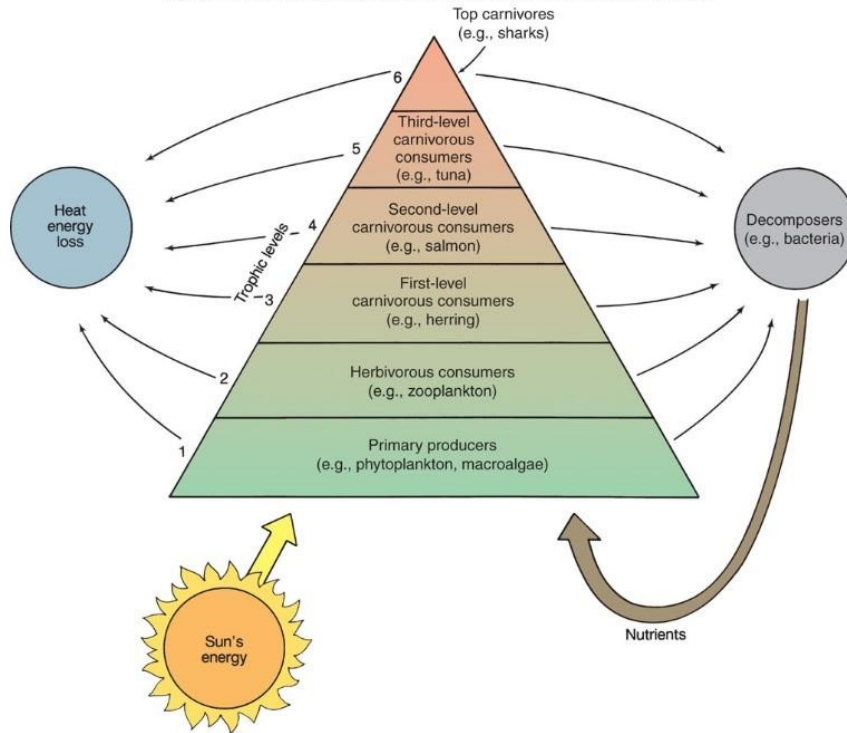 Top carnivores
(e.g., sharks)
6
Third-level
carnivorous
consumers
(e.g., tuna)
5
Heat
energy
loss
Trophic levels
4
Second-level
carnivorous consumers
(e.g., salmon)
Decomposers
(e.g., bacteria)
3
First-level
carnivorous consumers
(e.g., herring)
2
Herbivorous consumers
(e.g., zooplankton)
1
Primary producers
(e.g., phytoplankton, macroalgae)
Sun's
energy
Nutrients